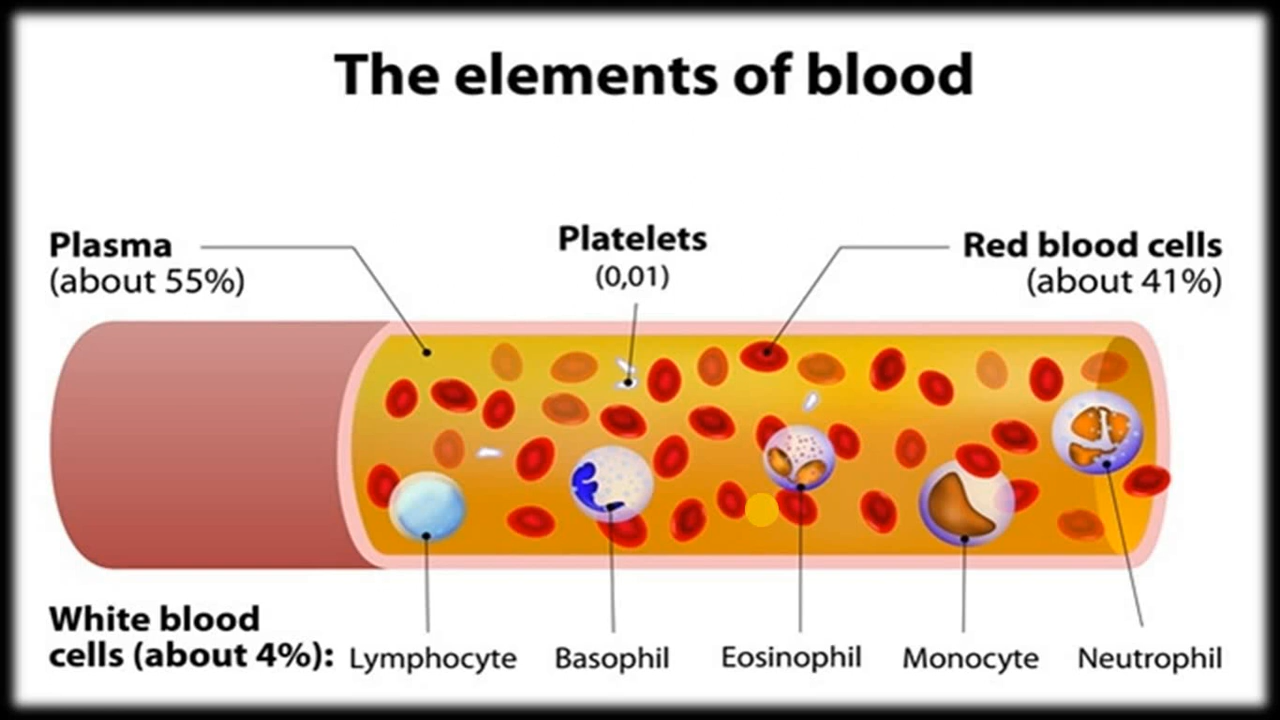 The elements of blood
Plasma
(about 55%)
Platelets
(0,01)
Red blood cells
(about 41%)
White blood
cells (about 4%):
Lymphocyte
Basophil
Eosinophil
Monocyte
Neutrophil